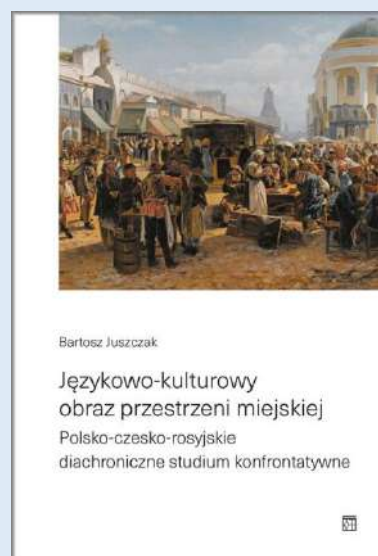 Bartosz Juszczak
Językowo-kulturowy
obraz przestrzeni miejskiej
Polsko-czesko-rosyjskie
diachroniczne studium konfrontatywne